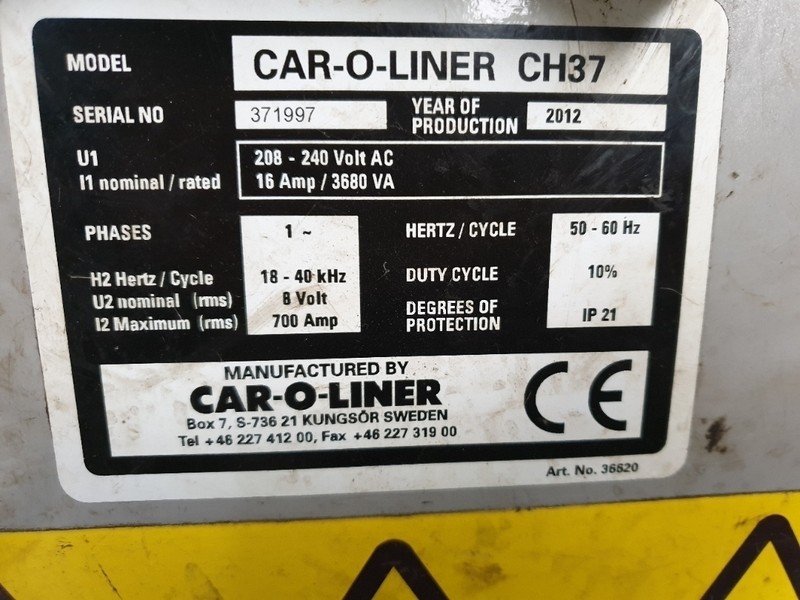 MODEL CAR-O-LINER CH37
SERIAL NO 371997 YEAR OF PRODUCTION 2012
U1 208 - 240 Volt AC
I1 nominal / rated 16 Amp / 3680 VA
PHASES 1 ~ HERTZ / CYCLE 50 - 60 Hz
H2 Hertz / Cycle 18 - 40 kHz DUTY CYCLE 10%
U2 nominal (rms) 8 Volt
I2 Maximum (rms) 700 Amp
DEGREES OF PROTECTION IP 21
MANUFACTURED BY
CAR-O-LINER
Box 7, S-736 21 KUNGSÖR SWEDEN
Tel +46 227 412 00, Fax +46 227 319 00
CE
Art. No. 36520